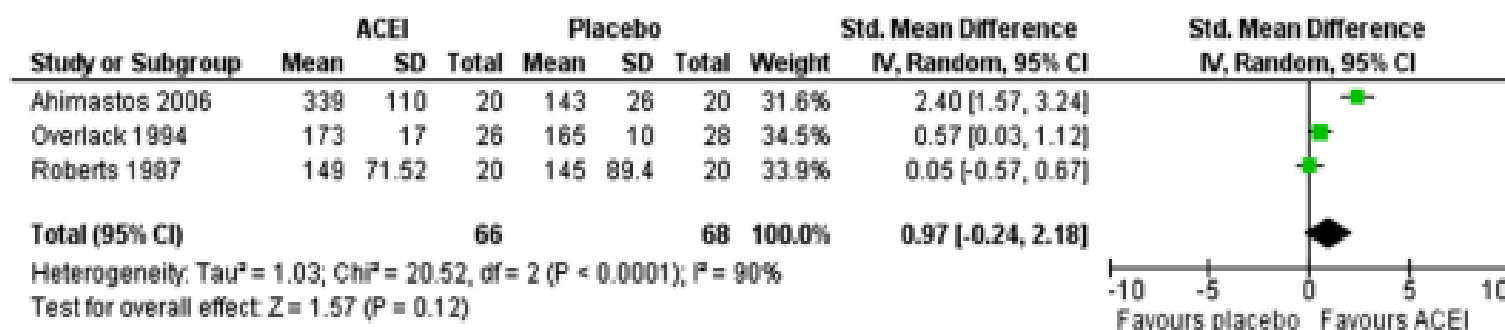 ACEI Placebo Std. Mean Difference Std. Mean Difference
Study or Subgroup Mean SD Total Mean SD Total Weight IV, Random, 95% CI IV, Random, 95% CI
Ahimastos 2006 339 110 20 143 26 20 31.6% 2.40 [1.57, 3.24]
Overlack 1994 173 17 26 165 10 28 34.5% 0.57 [0.03, 1.12]
Roberts 1987 149 71.52 20 145 89.4 20 33.9% 0.05 [-0.57, 0.67]
Total (95% CI) 66 68 100.0% 0.97 [-0.24, 2.18]
Heterogeneity: Tau² = 1.03; Chi² = 20.52, df = 2 (P < 0.0001); I² = 90%
Test for overall effect: Z = 1.57 (P = 0.12)
-10 -5 0 5 10
Favours placebo Favours ACEI